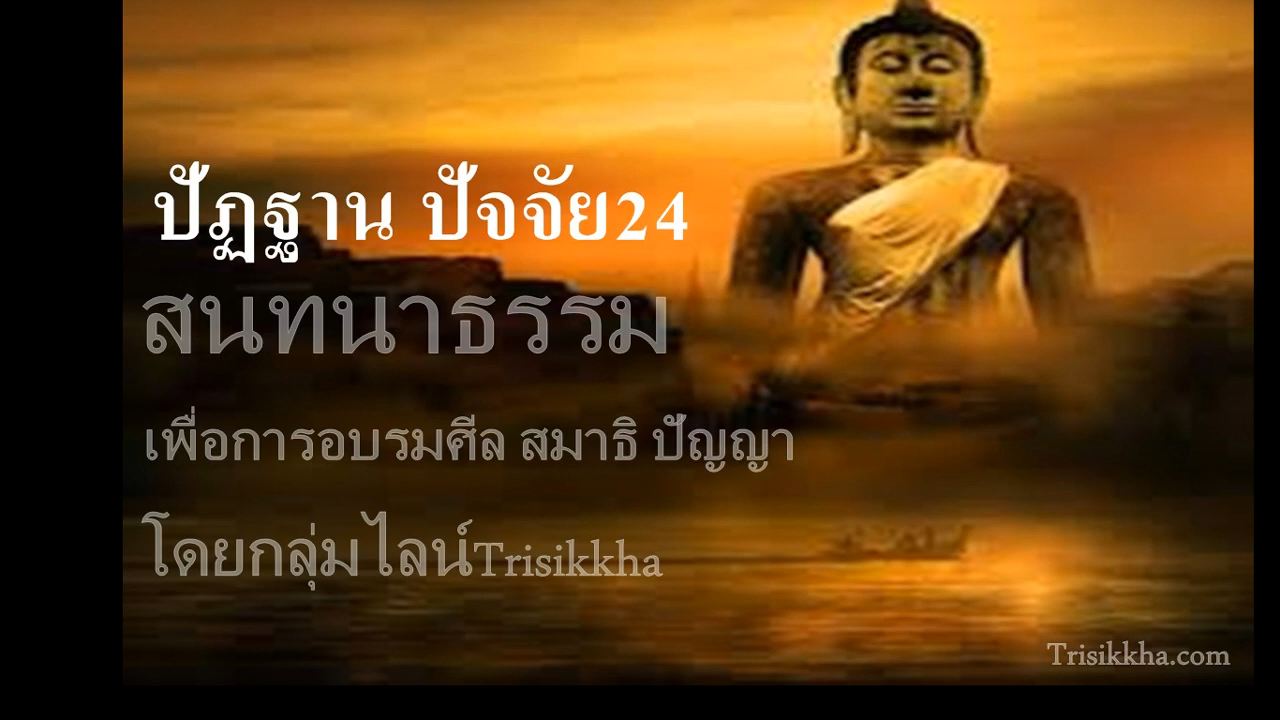 ปัฏฐาน ปัจจัย24
สนทนาธรรม
เพื่อการอบรมศีล สมาธิ ปัญญา
โดยกลุ่มไลน์Trisikkha
Trisikkha.com